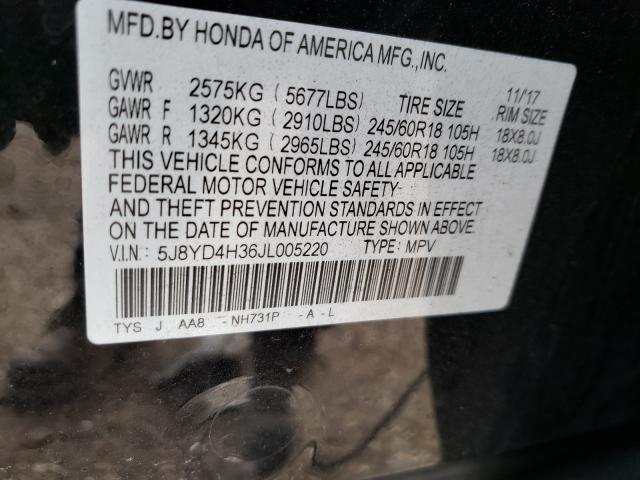 MFD.BY HONDA OF AMERICA MFG.,INC.
11/17
GVWR 2575KG ( 5677LBS) TIRE SIZE RIM SIZE
GAWR F 1320KG ( 2910LBS) 245/60R18 105H 18X8.0J
GAWR R 1345KG ( 2965LBS) 245/60R18 105H 18X8.0J
THIS VEHICLE CONFORMS TO ALL APPLICABLE
FEDERAL MOTOR VEHICLE SAFETY
AND THEFT PREVENTION STANDARDS IN EFFECT
ON THE DATE OF MANUFACTURE SHOWN ABOVE.
V.I.N.: 5J8YD4H36JL005220 TYPE: MPV
TYS J AA8 - NH731P - A - L